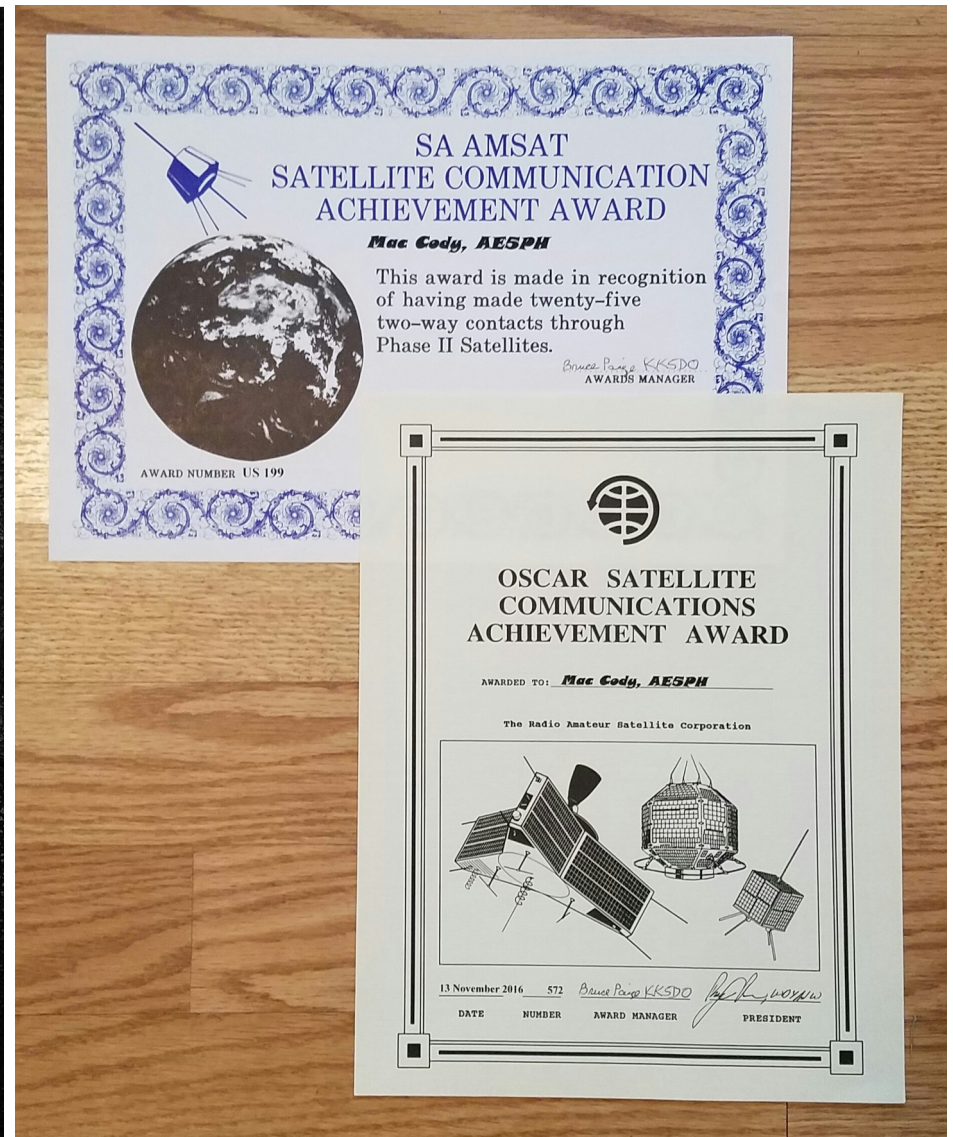 SA AMSAT
SATELLITE COMMUNICATION
ACHIEVEMENT AWARD
Mac Cody, AE5PH
This award is made in recognition
of having made twenty-five
two-way contacts through
Phase II Satellites.
Bruce Paige KK5DO
AWARDS MANAGER
AWARD NUMBER US 199
OSCAR SATELLITE
COMMUNICATIONS
ACHIEVEMENT AWARD
AWARDED TO: Mac Cody, AE5PH
The Radio Amateur Satellite Corporation
13 November 2016 572 Bruce Paige KK5DO
DATE NUMBER AWARD MANAGER PRESIDENT